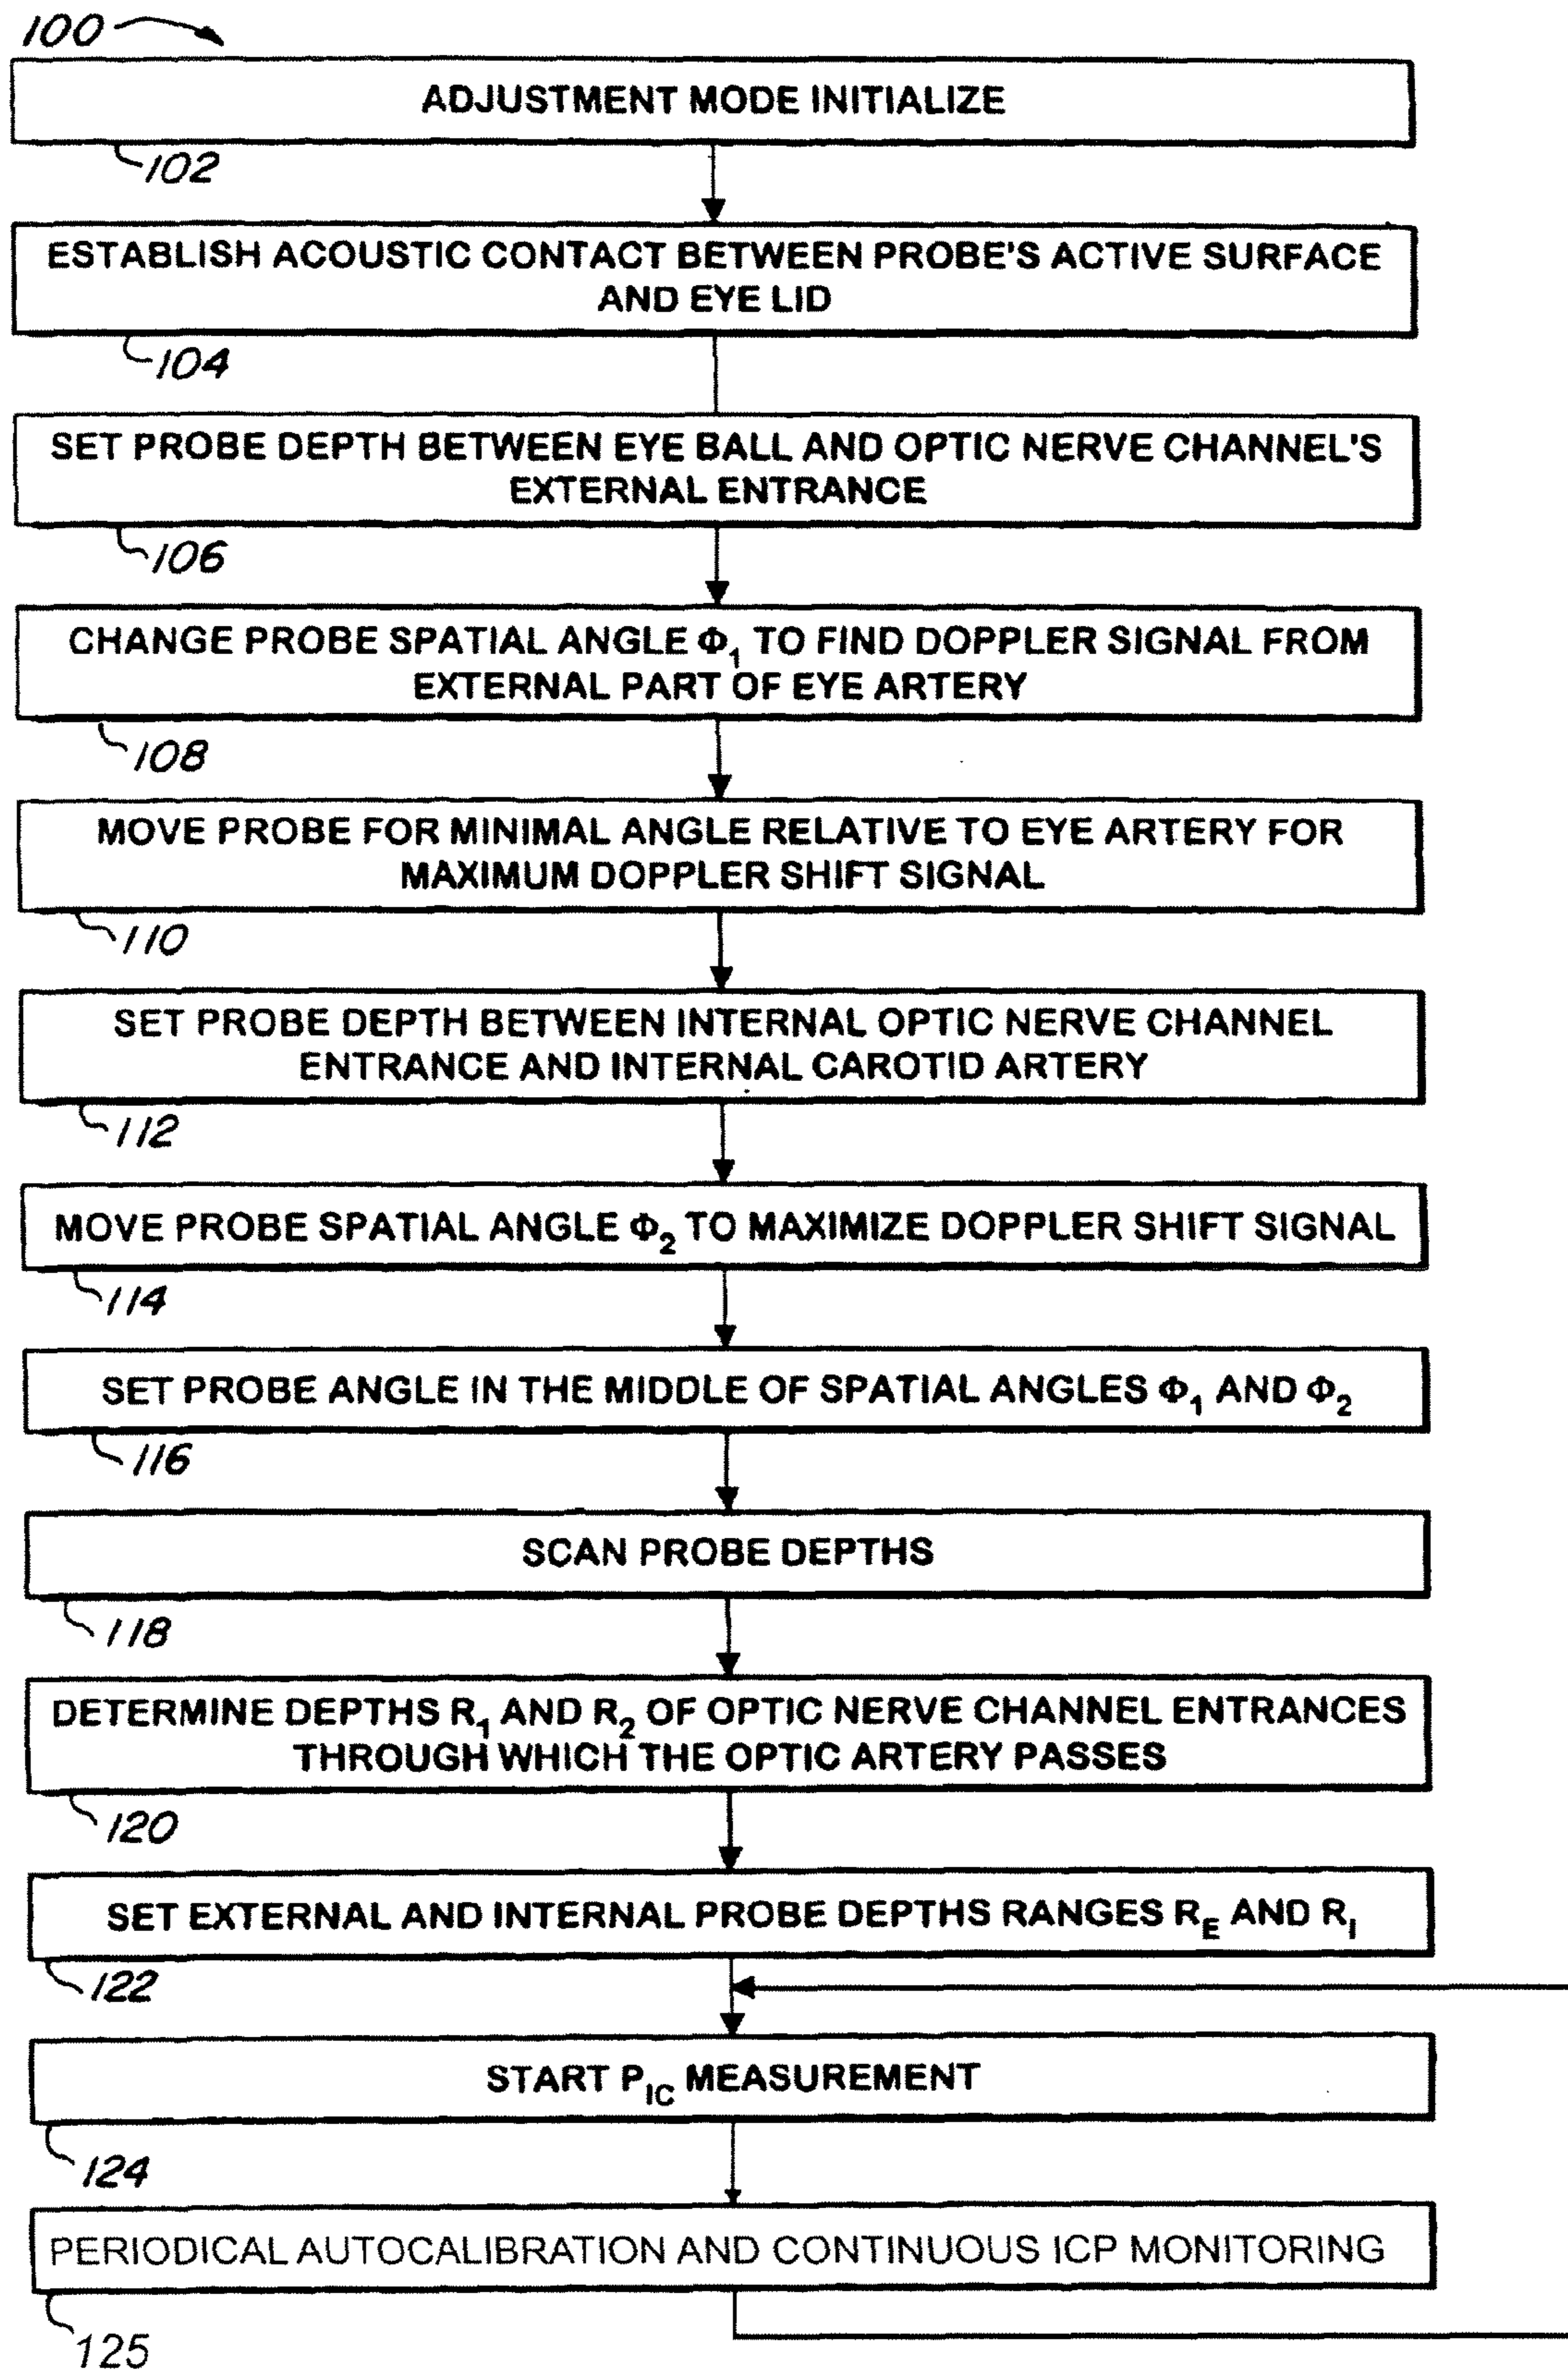 100
ADJUSTMENT MODE INITIALIZE
102
ESTABLISH ACOUSTIC CONTACT BETWEEN PROBE'S ACTIVE SURFACE
AND EYE LID
104
SET PROBE DEPTH BETWEEN EYE BALL AND OPTIC NERVE CHANNEL'S
EXTERNAL ENTRANCE
106
CHANGE PROBE SPATIAL ANGLE Φ₁ TO FIND DOPPLER SIGNAL FROM
EXTERNAL PART OF EYE ARTERY
108
MOVE PROBE FOR MINIMAL ANGLE RELATIVE TO EYE ARTERY FOR
MAXIMUM DOPPLER SHIFT SIGNAL
110
SET PROBE DEPTH BETWEEN INTERNAL OPTIC NERVE CHANNEL
ENTRANCE AND INTERNAL CAROTID ARTERY
112
MOVE PROBE SPATIAL ANGLE Φ₂ TO MAXIMIZE DOPPLER SHIFT SIGNAL
114
SET PROBE ANGLE IN THE MIDDLE OF SPATIAL ANGLES Φ₁ AND Φ₂
116
SCAN PROBE DEPTHS
118
DETERMINE DEPTHS R₁ AND R₂ OF OPTIC NERVE CHANNEL ENTRANCES
THROUGH WHICH THE OPTIC ARTERY PASSES
120
SET EXTERNAL AND INTERNAL PROBE DEPTHS RANGES R_E AND R_I
122
START P_IC MEASUREMENT
124
PERIODICAL AUTOCALIBRATION AND CONTINUOUS ICP MONITORING
125